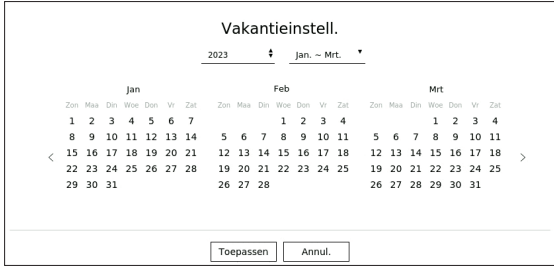 Vakantieinstell.
2023 Jan. ~ Mrt.
Jan Feb Mrt
Zon Maa Din Woe Don Vr Zat Zon Maa Din Woe Don Vr Zat Zon Maa Din Woe Don Vr Zat
1 2 3 4 5 6 7 1 2 3 4 1 2 3 4
8 9 10 11 12 13 14 5 6 7 8 9 10 11 5 6 7 8 9 10 11
15 16 17 18 19 20 21 12 13 14 15 16 17 18 12 13 14 15 16 17 18
22 23 24 25 26 27 28 19 20 21 22 23 24 25 19 20 21 22 23 24 25
29 30 31 26 27 28 26 27 28 29 30 31
Toepassen Annul.